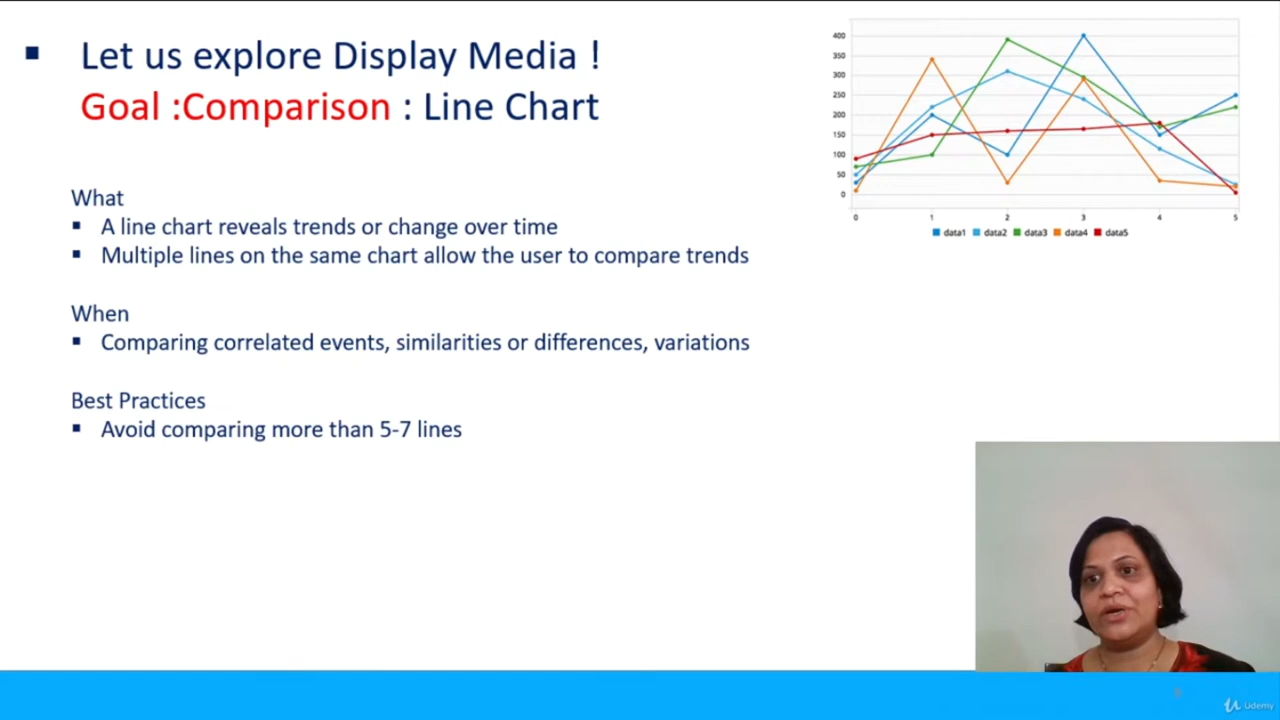 Let us explore Display Media !
Goal :Comparison : Line Chart
What
A line chart reveals trends or change over time
Multiple lines on the same chart allow the user to compare trends
When
Comparing correlated events, similarities or differences, variations
Best Practices
Avoid comparing more than 5-7 lines
400
350
300
250
200
150
100
50
0
0 1 2 3 4 5
data1 data2 data3 data4 data5
Udemy